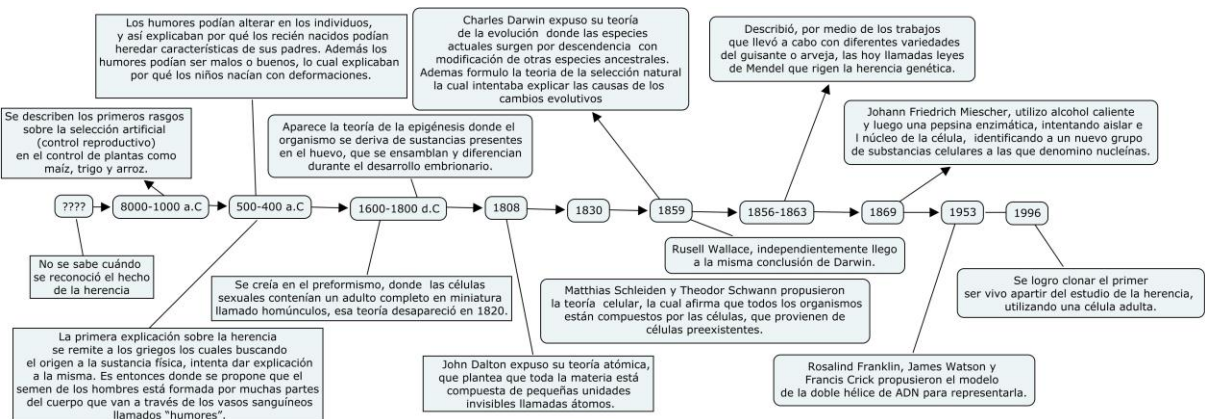 Los humores podían alterar en los individuos,
y así explicaban por qué los recién nacidos podían
heredar características de sus padres. Además los
humores podían ser malos o buenos, lo cual explicaban
por qué los niños nacían con deformaciones.
Charles Darwin expuso su teoría
de la evolución donde las especies
actuales surgen por descendencia con
modificación de otras especies ancestrales.
Ademas formulo la teoria de la selección natural
la cual intentaba explicar las causas de los
cambios evolutivos
Describió, por medio de los trabajos
que llevó a cabo con diferentes variedades
del guisante o arveja, las hoy llamadas leyes
de Mendel que rigen la herencia genética.
Se describen los primeros rasgos
sobre la selección artificial
(control reproductivo)
en el control de plantas como
maíz, trigo y arroz.
Aparece la teoría de la epigénesis donde el
organismo se deriva de sustancias presentes
en el huevo, que se ensamblan y diferencian
durante el desarrollo embrionario.
Johann Friedrich Miescher, utilizo alcohol caliente
y luego una pepsina enzimática, intentando aislar e
l núcleo de la célula, identificando a un nuevo grupo
de substancias celulares a las que denomino nucleínas.
????
8000-1000 a.C
500-400 a.C
1600-1800 d.C
1808
1830
1859
1856-1863
1869
1953
1996
No se sabe cuándo
se reconoció el hecho
de la herencia
Se creía en el preformismo, donde las células
sexuales contenían un adulto completo en miniatura
llamado homúnculos, esa teoría desapareció en 1820.
Rusell Wallace, independientemente llego
a la misma conclusión de Darwin.
Matthias Schleiden y Theodor Schwann propusieron
la teoría celular, la cual afirma que todos los organismos
están compuestos por las células, que provienen de
células preexistentes.
Se logro clonar el primer
ser vivo apartir del estudio de la herencia,
utilizando una célula adulta.
La primera explicación sobre la herencia
se remite a los griegos los cuales buscando
el origen a la sustancia física, intenta dar explicación
a la misma. Es entonces donde se propone que el
semen de los hombres está formada por muchas partes
del cuerpo que van a través de los vasos sanguíneos
llamados "humores".
John Dalton expuso su teoría atómica,
que plantea que toda la materia está
compuesta de pequeñas unidades
invisibles llamadas átomos.
Rosalind Franklin, James Watson y
Francis Crick propusieron el modelo
de la doble hélice de ADN para representarla.